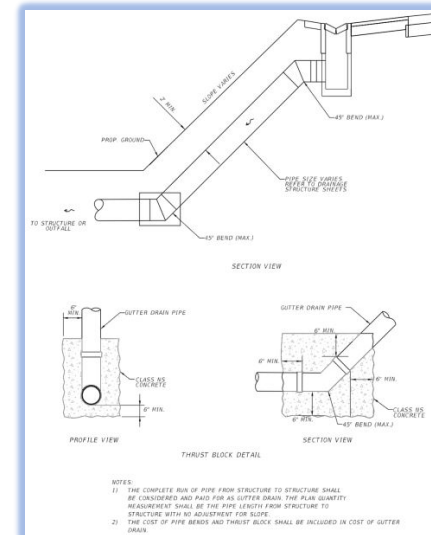 2' MIN.
SLOPE VARIES
PROP. GROUND
45° BEND (MAX.)
PIPE SIZE VARIES
REFER TO DRAINAGE
STRUCTURE SHEETS
TO STRUCTURE OR
OUTFALL
45° BEND (MAX.)
SECTION VIEW
6"
MIN.
GUTTER DRAIN PIPE
CLASS NS
CONCRETE
6" MIN.
PROFILE VIEW
GUTTER DRAIN PIPE
6" MIN.
6" MIN.
6" MIN.
6" MIN.
CLASS NS
CONCRETE
45° BEND (MAX.)
SECTION VIEW
THRUST BLOCK DETAIL
NOTES:
1) THE COMPLETE RUN OF PIPE FROM STRUCTURE TO STRUCTURE SHALL
BE CONSIDERED AND PAID FOR AS GUTTER DRAIN. THE PLAN QUANTITY
MEASUREMENT SHALL BE THE PIPE LENGTH FROM STRUCTURE TO
STRUCTURE WITH NO ADJUSTMENT FOR SLOPE.
2) THE COST OF PIPE BENDS AND THRUST BLOCK SHALL BE INCLUDED IN COST OF GUTTER
DRAIN.